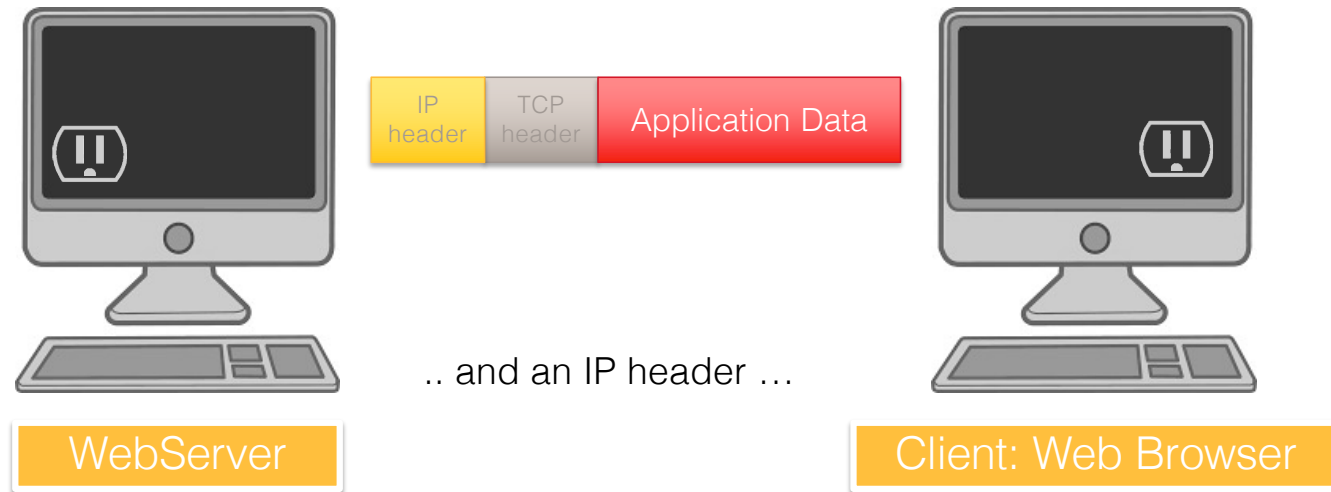 IP
header
TCP
header
Application Data
.. and an IP header …
WebServer
Client: Web Browser